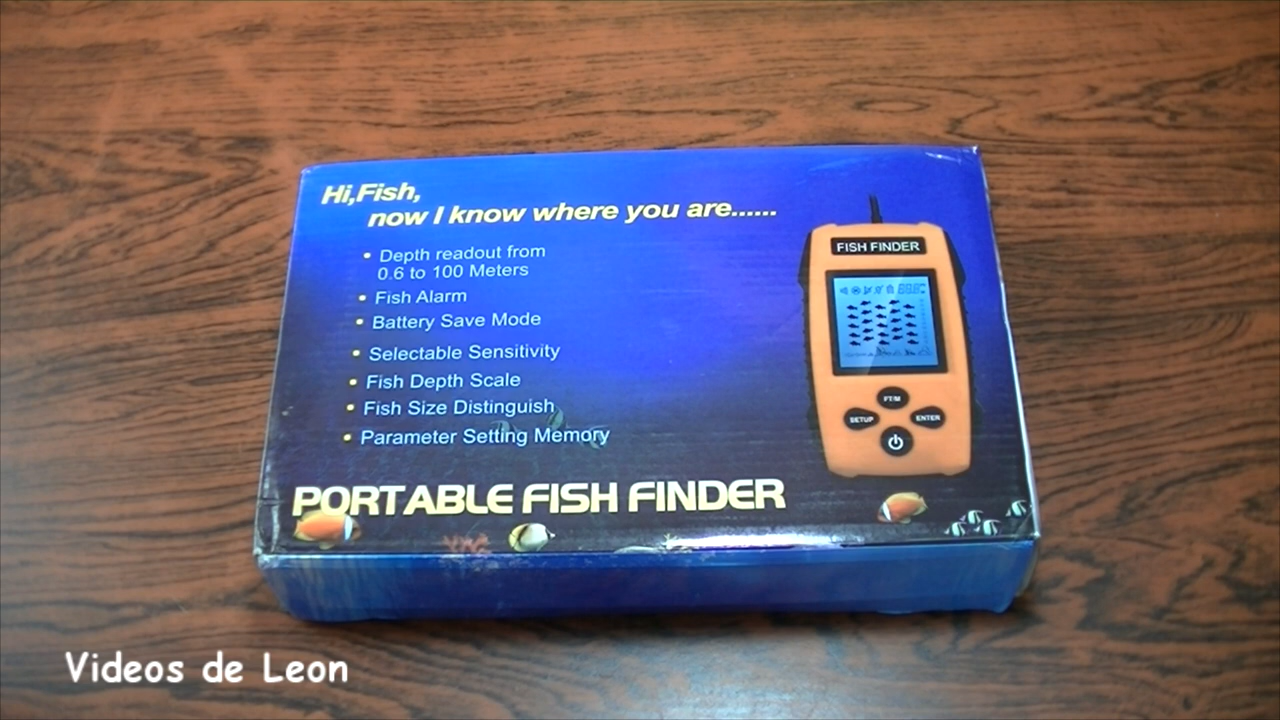 Hi,Fish,
now I know where you are......
• Depth readout from
0.6 to 100 Meters
• Fish Alarm
• Battery Save Mode
• Selectable Sensitivity
• Fish Depth Scale
• Fish Size Distinguish
• Parameter Setting Memory
PORTABLE FISH FINDER
FISH FINDER
FT/M
SETUP
ENTER
Videos de Leon